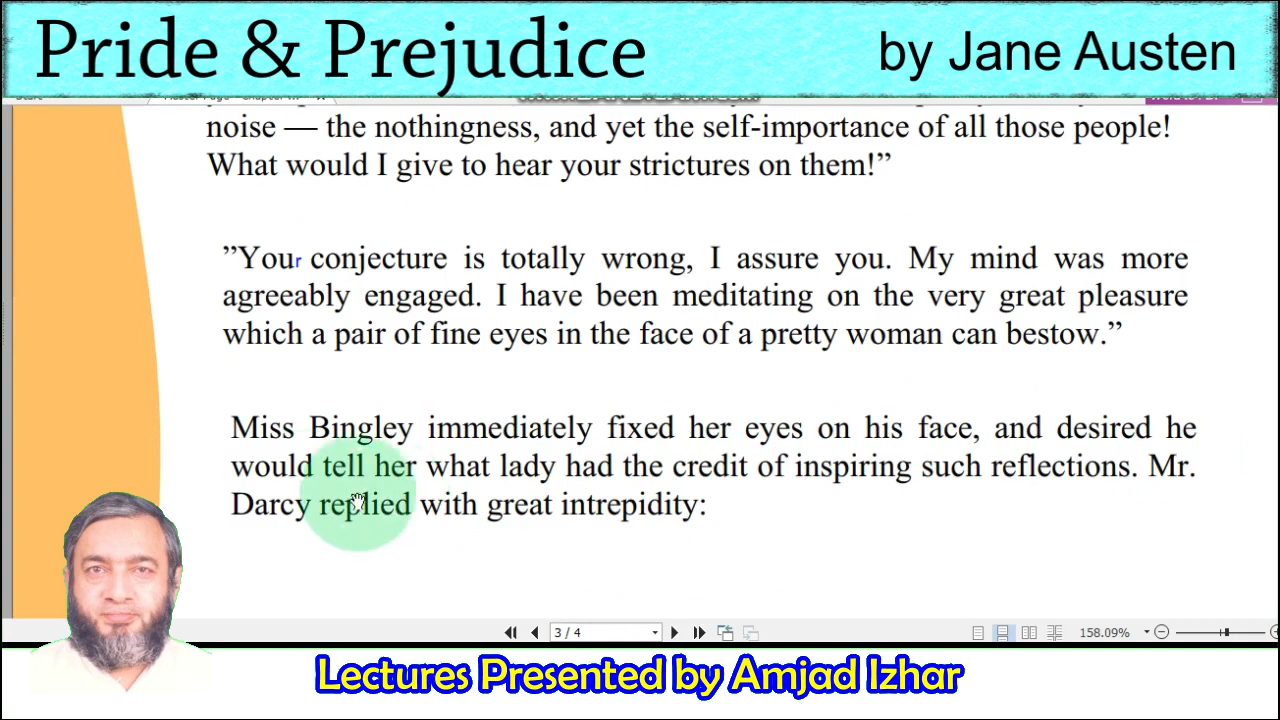 Pride & Prejudice
by Jane Austen
noise — the nothingness, and yet the self-importance of all those people!
What would I give to hear your strictures on them!”
”Your conjecture is totally wrong, I assure you. My mind was more
agreeably engaged. I have been meditating on the very great pleasure
which a pair of fine eyes in the face of a pretty woman can bestow.”
Miss Bingley immediately fixed her eyes on his face, and desired he
would tell her what lady had the credit of inspiring such reflections. Mr.
Darcy replied with great intrepidity:
3 / 4
158.09%
Lectures Presented by Amjad Izhar